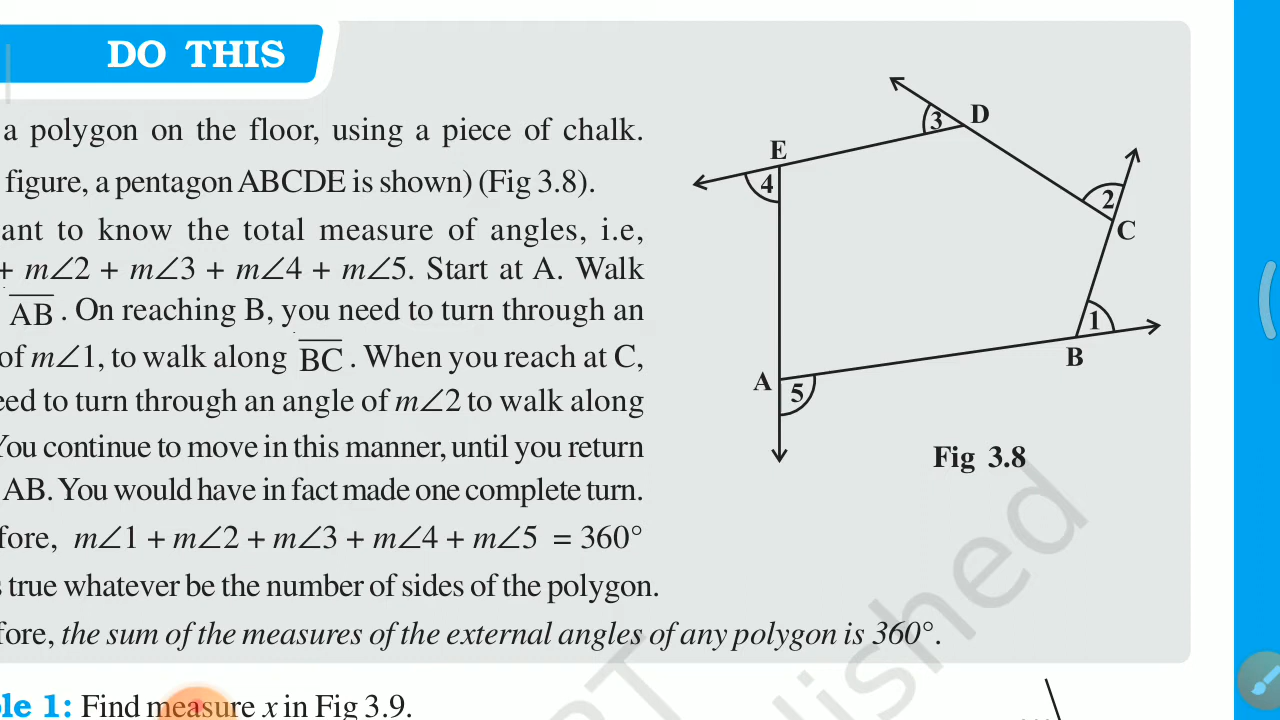 DO THIS
a polygon on the floor, using a piece of chalk.
figure, a pentagon ABCDE is shown) (Fig 3.8).
ant to know the total measure of angles, i.e,
+ m∠2 + m∠3 + m∠4 + m∠5. Start at A. Walk
AB. On reaching B, you need to turn through an
of m∠1, to walk along BC. When you reach at C,
eed to turn through an angle of m∠2 to walk along
You continue to move in this manner, until you return
AB. You would have in fact made one complete turn.
fore, m∠1 + m∠2 + m∠3 + m∠4 + m∠5 = 360°
s true whatever be the number of sides of the polygon.
fore, the sum of the measures of the external angles of any polygon is 360°.
D
3
E
4
2
C
1
B
A
5
Fig 3.8
T
lished
le 1: Find measure x in Fig 3.9.